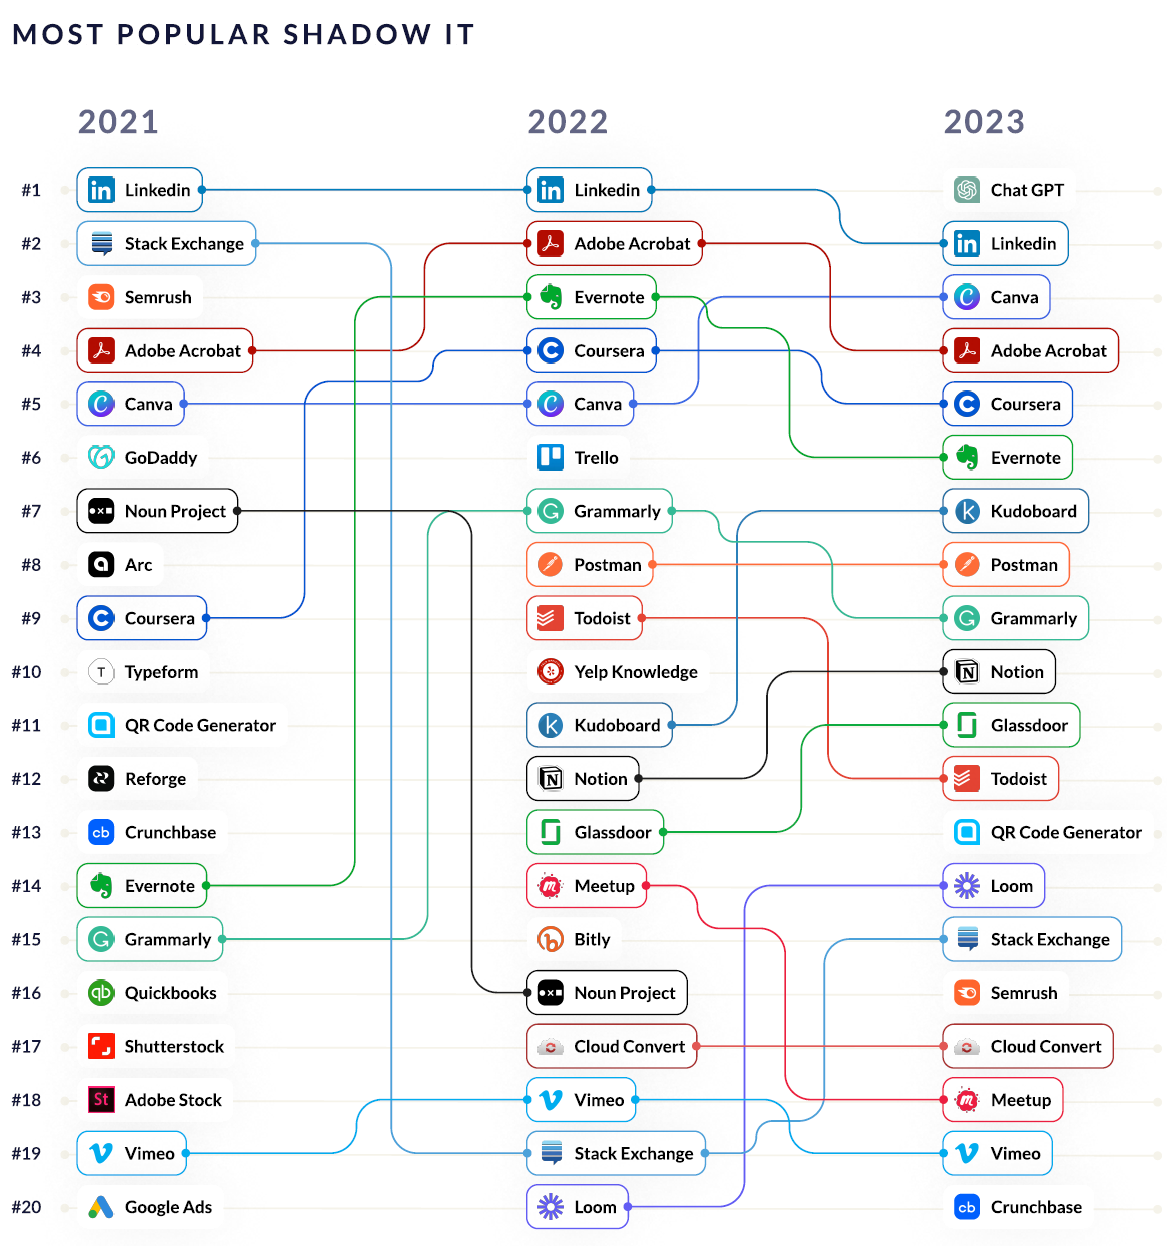 MOST POPULAR SHADOW IT
2021 2022 2023
#1 Linkedin Linkedin Chat GPT
#2 Stack Exchange Adobe Acrobat Linkedin
#3 Semrush Evernote Canva
#4 Adobe Acrobat Coursera Adobe Acrobat
#5 Canva Canva Coursera
#6 GoDaddy Trello Evernote
#7 Noun Project Grammarly Kudoboard
#8 Arc Postman Postman
#9 Coursera Todoist Grammarly
#10 T Typeform Yelp Knowledge Notion
#11 QR Code Generator Kudoboard Glassdoor
#12 Reforge Notion Todoist
#13 cb Crunchbase Glassdoor QR Code Generator
#14 Evernote Meetup Loom
#15 Grammarly Bitly Stack Exchange
#16 qb Quickbooks Noun Project Semrush
#17 Shutterstock Cloud Convert Cloud Convert
#18 St Adobe Stock Vimeo Meetup
#19 Vimeo Stack Exchange Vimeo
#20 Google Ads Loom cb Crunchbase